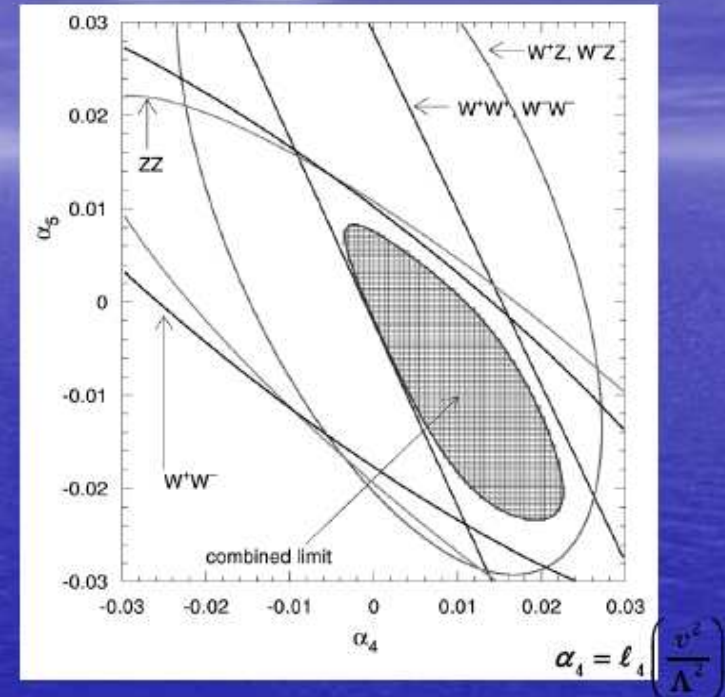 0.03
W⁺Z, W⁻Z
W⁺W⁺, W⁻W⁻
0.02
ZZ
0.01
α₅
0
-0.01
W⁺W⁻
-0.02
combined limit
-0.03
-0.03 -0.02 -0.01 0 0.01 0.02 0.03
α₄
α₄ = ℓ₄ (v²/Λ²)